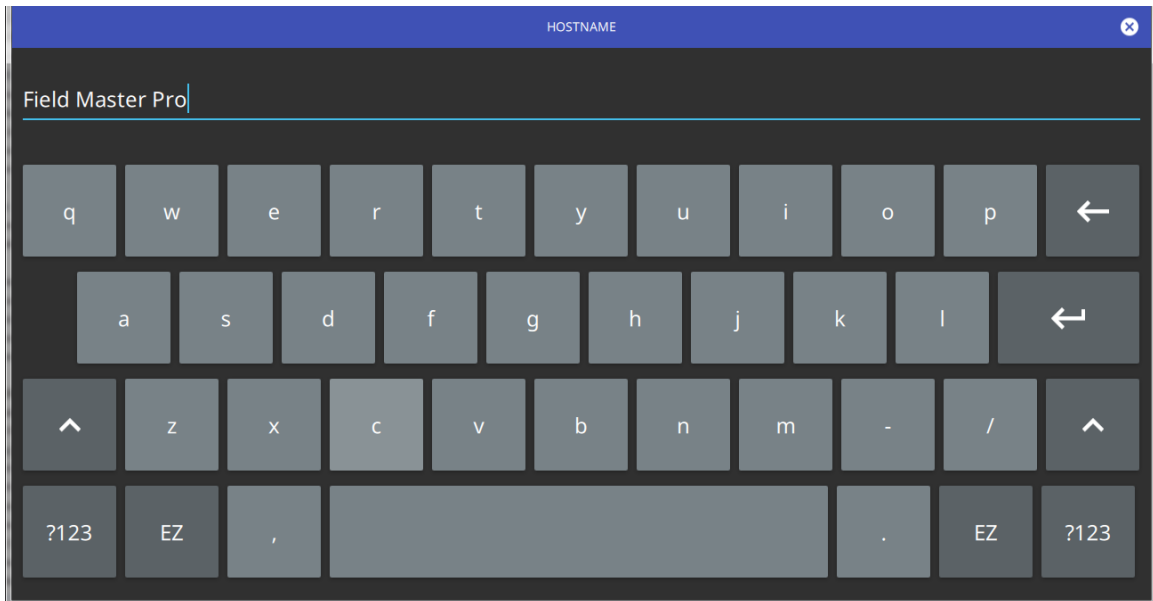 HOSTNAME
Field Master Pro
q w e r t y u i o p
a s d f g h j k l
z x c v b n m - /
?123 EZ , . EZ ?123